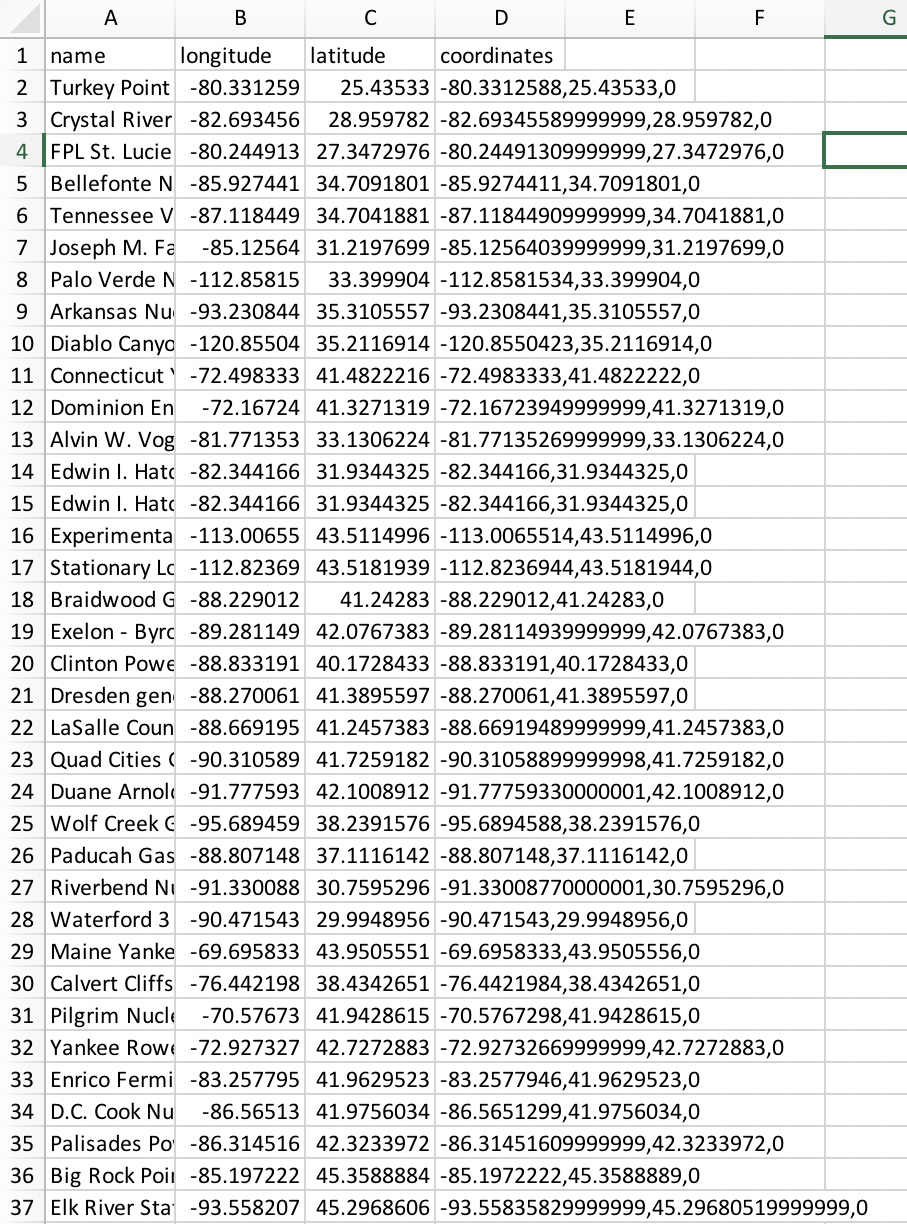 A B C D E F G
1 name longitude latitude coordinates
2 Turkey Point -80.331259 25.43533 -80.3312588,25.43533,0
3 Crystal River -82.693456 28.959782 -82.69345589999999,28.959782,0
4 FPL St. Lucie -80.244913 27.3472976 -80.24491309999999,27.3472976,0
5 Bellefonte N -85.927441 34.7091801 -85.9274411,34.7091801,0
6 Tennessee V -87.118449 34.7041881 -87.11844909999999,34.7041881,0
7 Joseph M. Fa -85.12564 31.2197699 -85.12564039999999,31.2197699,0
8 Palo Verde N -112.85815 33.399904 -112.8581534,33.399904,0
9 Arkansas Nu -93.230844 35.3105557 -93.2308441,35.3105557,0
10 Diablo Canyo -120.85504 35.2116914 -120.8550423,35.2116914,0
11 Connecticut -72.498333 41.4822216 -72.4983333,41.4822222,0
12 Dominion En -72.16724 41.3271319 -72.16723949999999,41.3271319,0
13 Alvin W. Vog -81.771353 33.1306224 -81.77135269999999,33.1306224,0
14 Edwin I. Hatc -82.344166 31.9344325 -82.344166,31.9344325,0
15 Edwin I. Hatc -82.344166 31.9344325 -82.344166,31.9344325,0
16 Experimenta -113.00655 43.5114996 -113.0065514,43.5114996,0
17 Stationary Lo -112.82369 43.5181939 -112.8236944,43.5181944,0
18 Braidwood G -88.229012 41.24283 -88.229012,41.24283,0
19 Exelon - Byro -89.281149 42.0767383 -89.28114939999999,42.0767383,0
20 Clinton Powe -88.833191 40.1728433 -88.833191,40.1728433,0
21 Dresden gen -88.270061 41.3895597 -88.270061,41.3895597,0
22 LaSalle Coun -88.669195 41.2457383 -88.66919489999999,41.2457383,0
23 Quad Cities -90.310589 41.7259182 -90.31058899999998,41.7259182,0
24 Duane Arnol -91.777593 42.1008912 -91.77759330000001,42.1008912,0
25 Wolf Creek G -95.689459 38.2391576 -95.6894588,38.2391576,0
26 Paducah Gas -88.807148 37.1116142 -88.807148,37.1116142,0
27 Riverbend Nu -91.330088 30.7595296 -91.33008770000001,30.7595296,0
28 Waterford 3 -90.471543 29.9948956 -90.471543,29.9948956,0
29 Maine Yanke -69.695833 43.9505551 -69.6958333,43.9505556,0
30 Calvert Cliffs -76.442198 38.4342651 -76.4421984,38.4342651,0
31 Pilgrim Nucle -70.57673 41.9428615 -70.5767298,41.9428615,0
32 Yankee Rowe -72.927327 42.7272883 -72.92732669999999,42.7272883,0
33 Enrico Fermi -83.257795 41.9629523 -83.2577946,41.9629523,0
34 D.C. Cook Nu -86.56513 41.9756034 -86.5651299,41.9756034,0
35 Palisades Po -86.314516 42.3233972 -86.31451609999999,42.3233972,0
36 Big Rock Poi -85.197222 45.3588884 -85.1972222,45.3588889,0
37 Elk River Sta -93.558207 45.2968606 -93.55835829999999,45.29680519999999,0